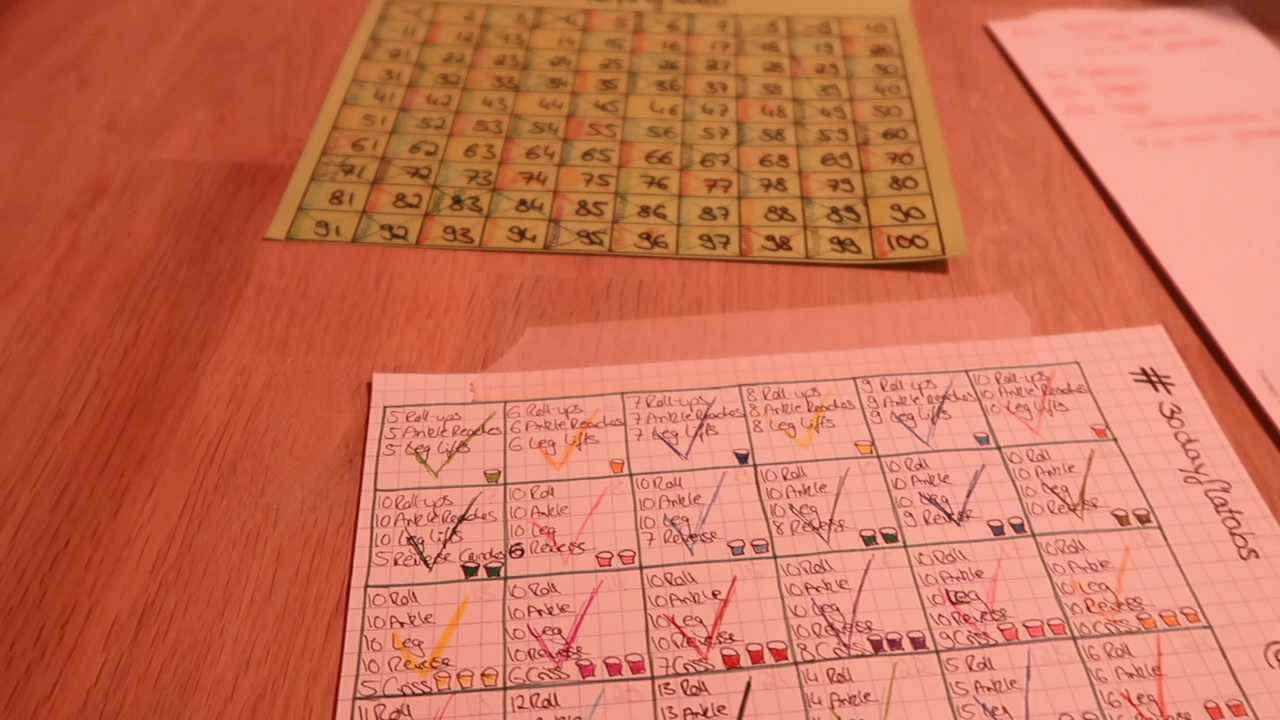 2 3 4 5 6 7 8 9 10
11 12 13 14 15 16 17 18 19 20
21 22 23 24 25 26 27 28 29 30
31 32 33 34 35 36 37 38 39 40
41 42 43 44 45 46 47 48 49 50
51 52 53 54 55 56 57 58 59 60
61 62 63 64 65 66 67 68 69 70
71 72 73 74 75 76 77 78 79 80
81 82 83 84 85 86 87 88 89 90
91 92 93 94 95 96 97 98 99 100
#30dayflatabs
5 Roll-ups
5 Ankle Reaches
5 Leg Lifts
6 Roll-ups
6 Ankle Reaches
6 Leg Lifts
7 Roll-ups
7 Ankle Reaches
7 Leg Lifts
8 Roll-ups
8 Ankle Reaches
8 Leg Lifts
9 Roll-ups
9 Ankle Reaches
9 Leg Lifts
10 Roll-ups
10 Ankle Reaches
10 Leg Lifts
10 Roll-ups
10 Ankle Reaches
10 Leg Lifts
5 Reverse
10 Roll
10 Ankle
10 Leg
6 Reverse
10 Roll
10 Ankle
10 Leg
7 Reverse
10 Roll
10 Ankle
10 Leg
8 Reverse
10 Roll
10 Ankle
10 Leg
9 Reverse
10 Roll
10 Ankle
10 Leg
10 Reverse
10 Roll
10 Ankle
10 Leg
10 Reverse
5 Criss
10 Roll
10 Ankle
10 Leg
10 Reverse
6 Criss
10 Roll
10 Ankle
10 Leg
10 Reverse
7 Criss
10 Roll
10 Ankle
10 Leg
10 Reverse
8 Criss
10 Roll
10 Ankle
10 Leg
10 Reverse
9 Criss
10 Roll
10 Ankle
10 Leg
10 Reverse
10 Criss
11 Roll
12 Roll
12 Ankle
13 Roll
13 Ankle
14 Roll
14 Ankle
14 Leg
15 Roll
15 Ankle
15 Leg
16 Roll
16 Ankle
16 Leg